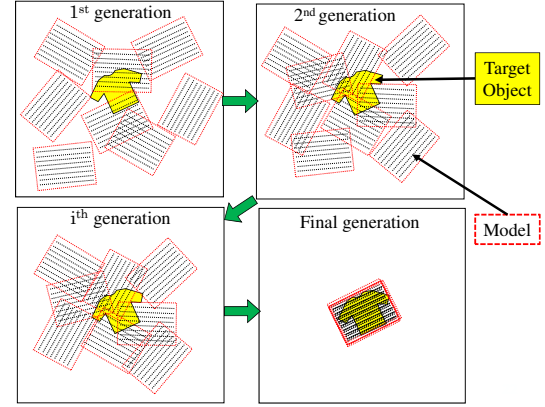 1st generation
2nd generation
Target
Object
ith generation
Final generation
Model